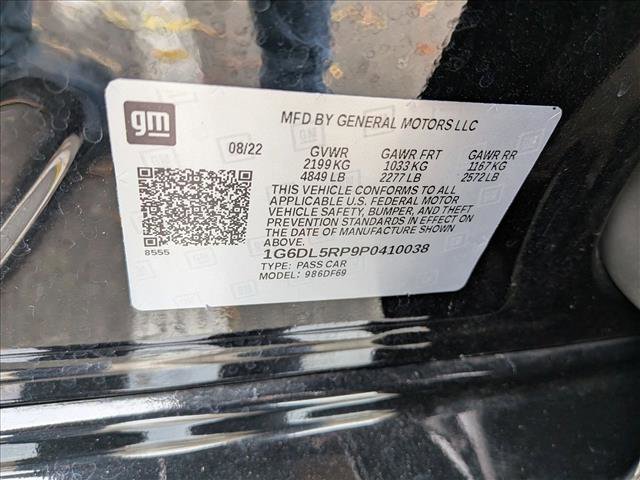 gm
MFD BY GENERAL MOTORS LLC
08/22 GVWR GAWR FRT GAWR RR
2199 KG 1033 KG 1167 KG
4849 LB 2277 LB 2572 LB
THIS VEHICLE CONFORMS TO ALL
APPLICABLE U.S. FEDERAL MOTOR
VEHICLE SAFETY, BUMPER, AND THEFT
PREVENTION STANDARDS IN EFFECT ON
THE DATE OF MANUFACTURE SHOWN
ABOVE.
8555
1G6DL5RP9P0410038
TYPE: PASS CAR
MODEL: 986DF69